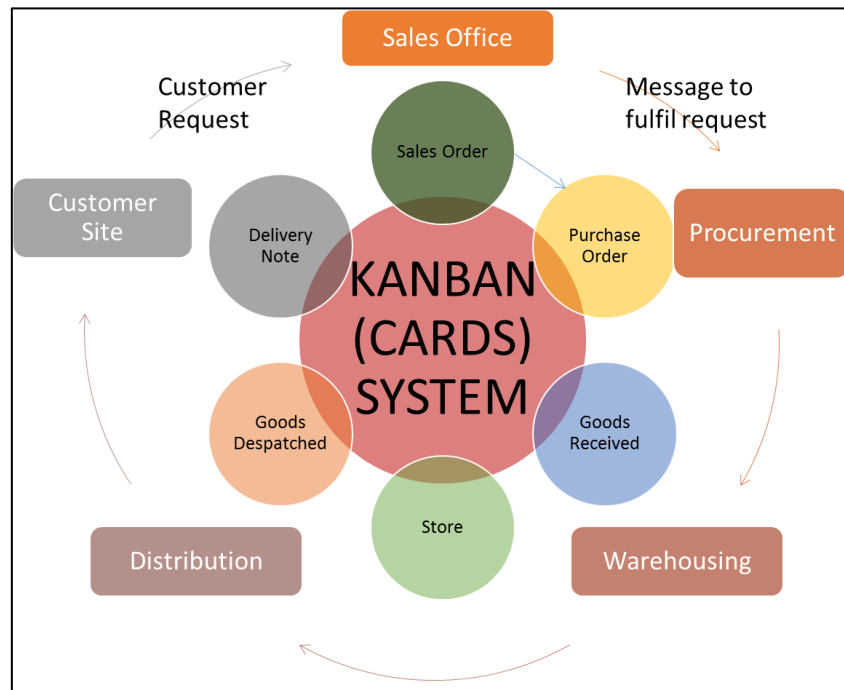 Sales Office
Customer
Request
Message to
fulfil request
Sales Order
Customer
Site
Delivery
Note
Purchase
Order
Procurement
KANBAN
(CARDS)
SYSTEM
Goods
Despatched
Goods
Received
Store
Distribution
Warehousing